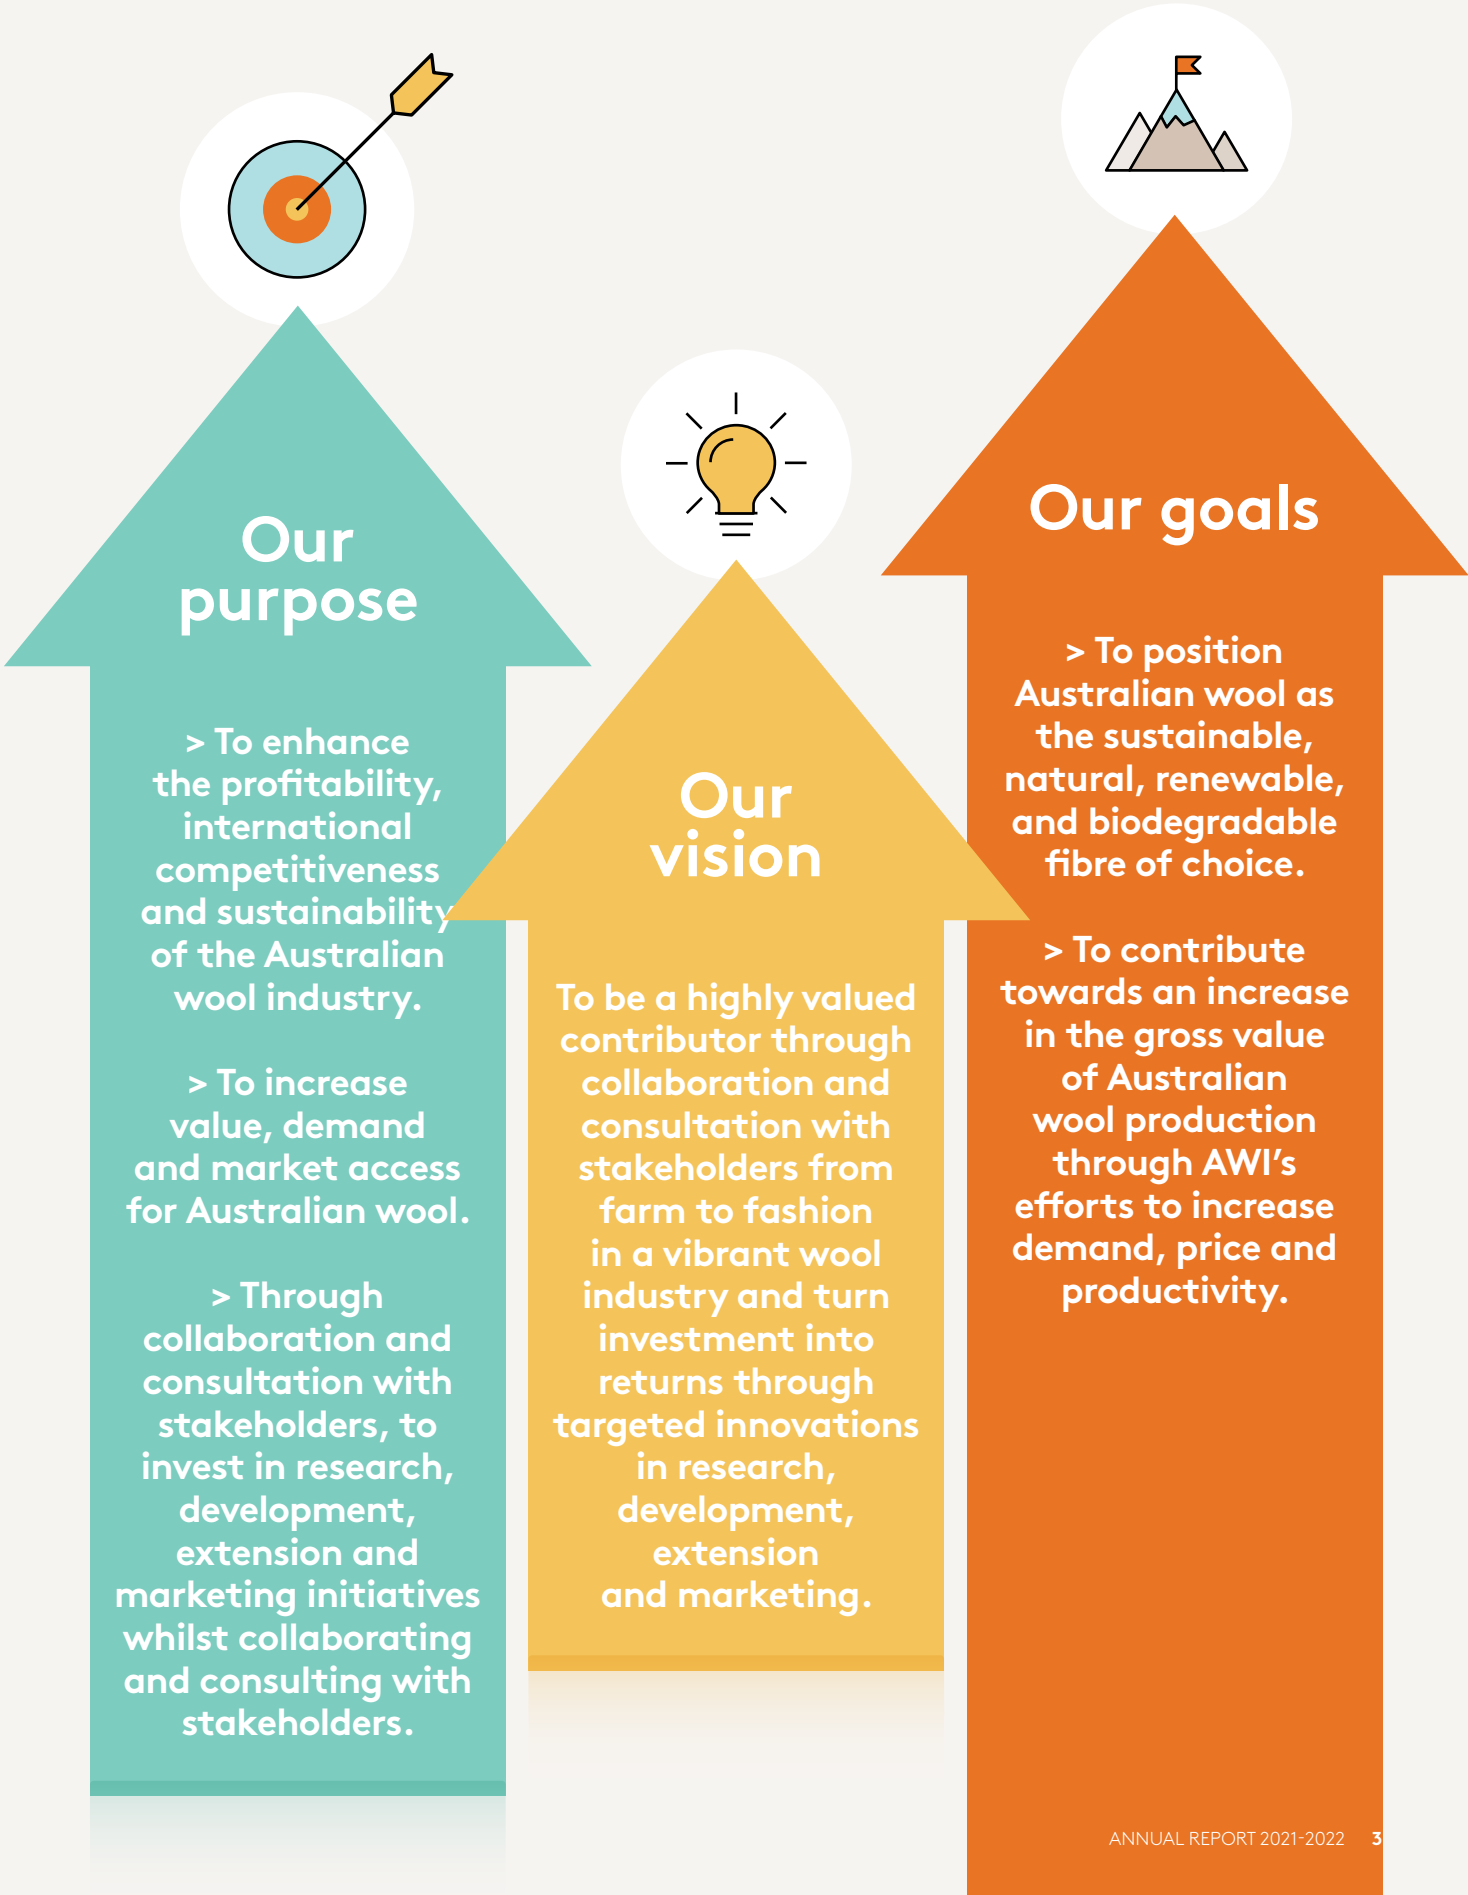 Our
purpose
> To enhance
the profitability,
international
competitiveness
and sustainability
of the Australian
wool industry.
> To increase
value, demand
and market access
for Australian wool.
> Through
collaboration and
consultation with
stakeholders, to
invest in research,
development,
extension and
marketing initiatives
whilst collaborating
and consulting with
stakeholders.
Our
vision
To be a highly valued
contributor through
collaboration and
consultation with
stakeholders from
farm to fashion
in a vibrant wool
industry and turn
investment into
returns through
targeted innovations
in research,
development,
extension
and marketing.
Our goals
> To position
Australian wool as
the sustainable,
natural, renewable,
and biodegradable
fibre of choice.
> To contribute
towards an increase
in the gross value
of Australian
wool production
through AWI’s
efforts to increase
demand, price and
productivity.
ANNUAL REPORT 2021-2022 3